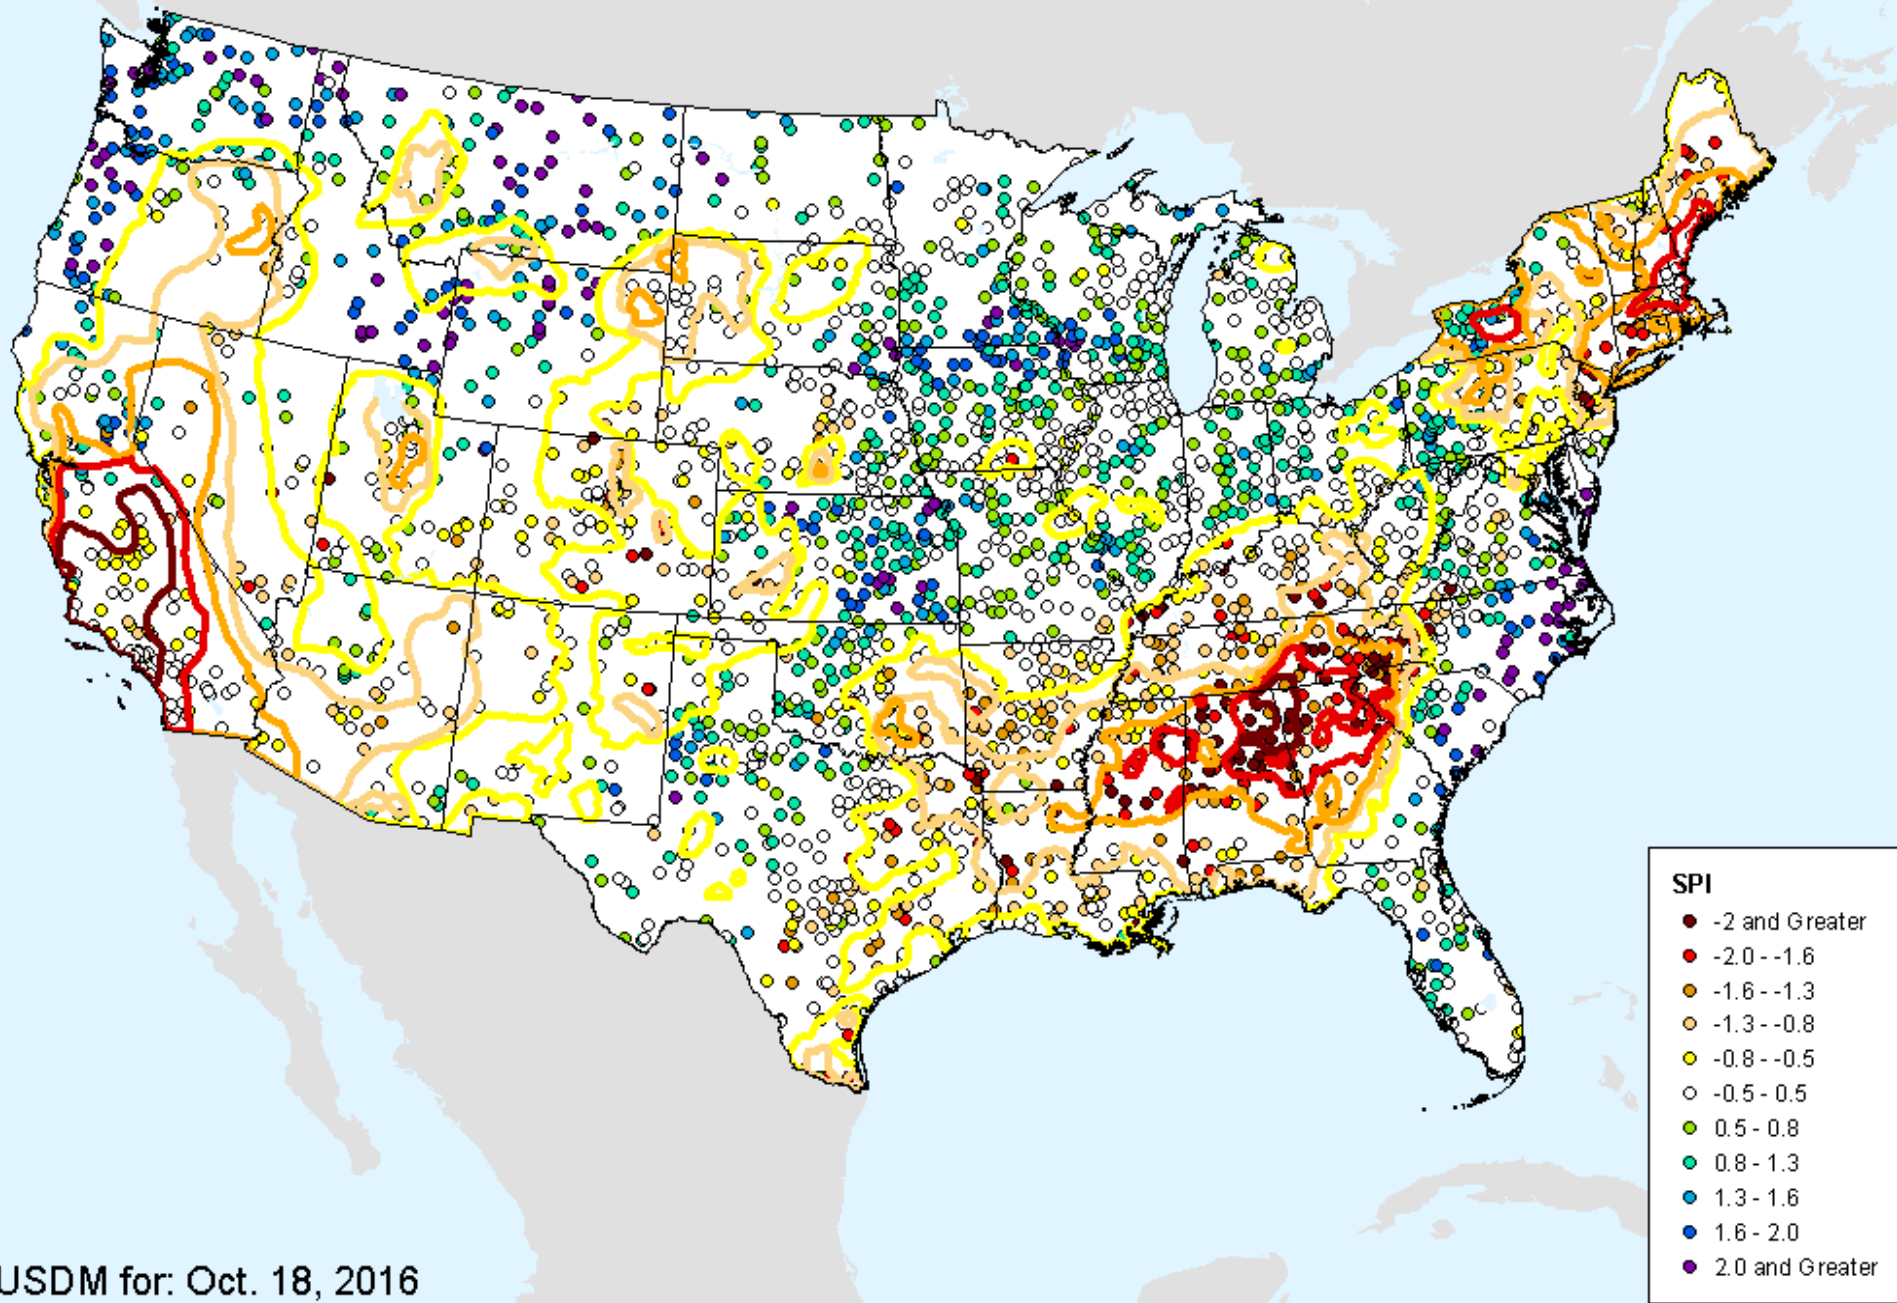 SPI
-2 and Greater
-2.0 - -1.6
-1.6 - -1.3
-1.3 - -0.8
-0.8 - -0.5
-0.5 - 0.5
0.5 - 0.8
0.8 - 1.3
1.3 - 1.6
1.6 - 2.0
2.0 and Greater
USDM for: Oct. 18, 2016